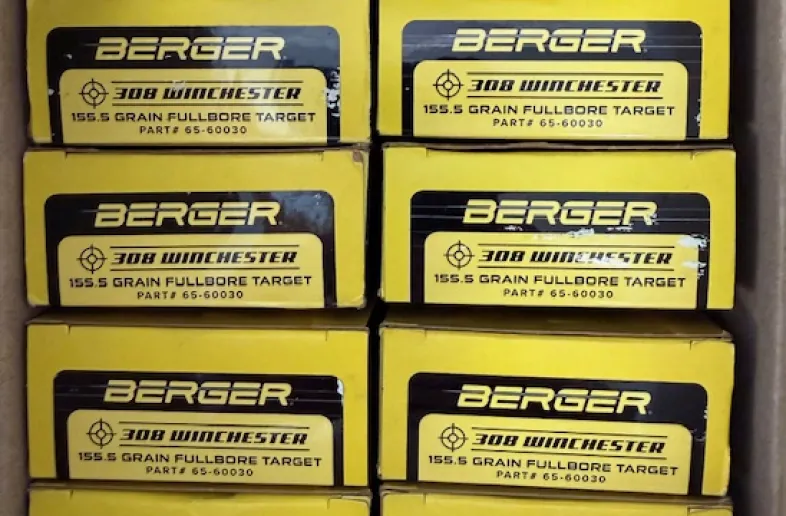 BERGER
308 WINCHESTER
155.5 GRAIN FULLBORE TARGET
PART# 65-60030
BERGER
308 WINCHESTER
155.5 GRAIN FULLBORE TARGET
PART# 65-60030
BERGER
308 WINCHESTER
155.5 GRAIN FULLBORE TARGET
PART# 65-60030
BERGER
308 WINCHESTER
155.5 GRAIN FULLBORE TARGET
PART# 65-60030
BERGER
308 WINCHESTER
155.5 GRAIN FULLBORE TARGET
PART# 65-60030
BERGER
308 WINCHESTER
155.5 GRAIN FULLBORE TARGET
PART# 65-60030